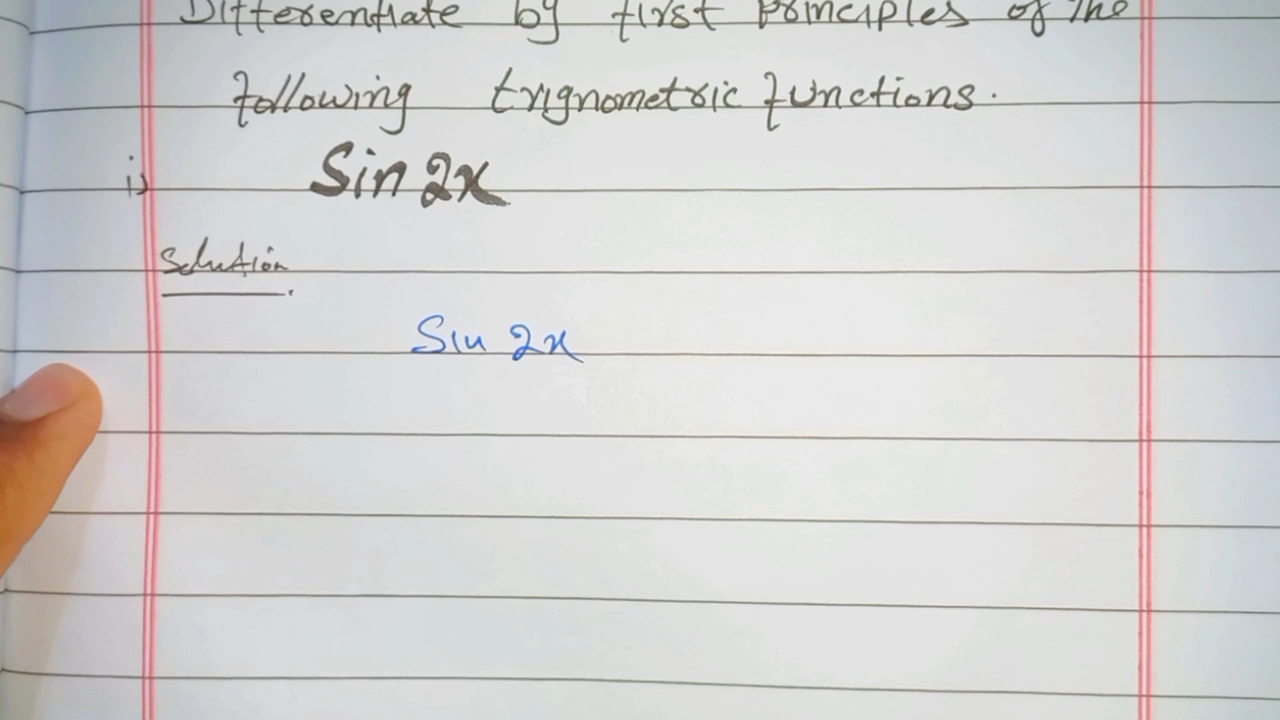 Differentiate by first Principles of the
following trignometric functions.
i) Sin 2x
Solution
Sin 2x